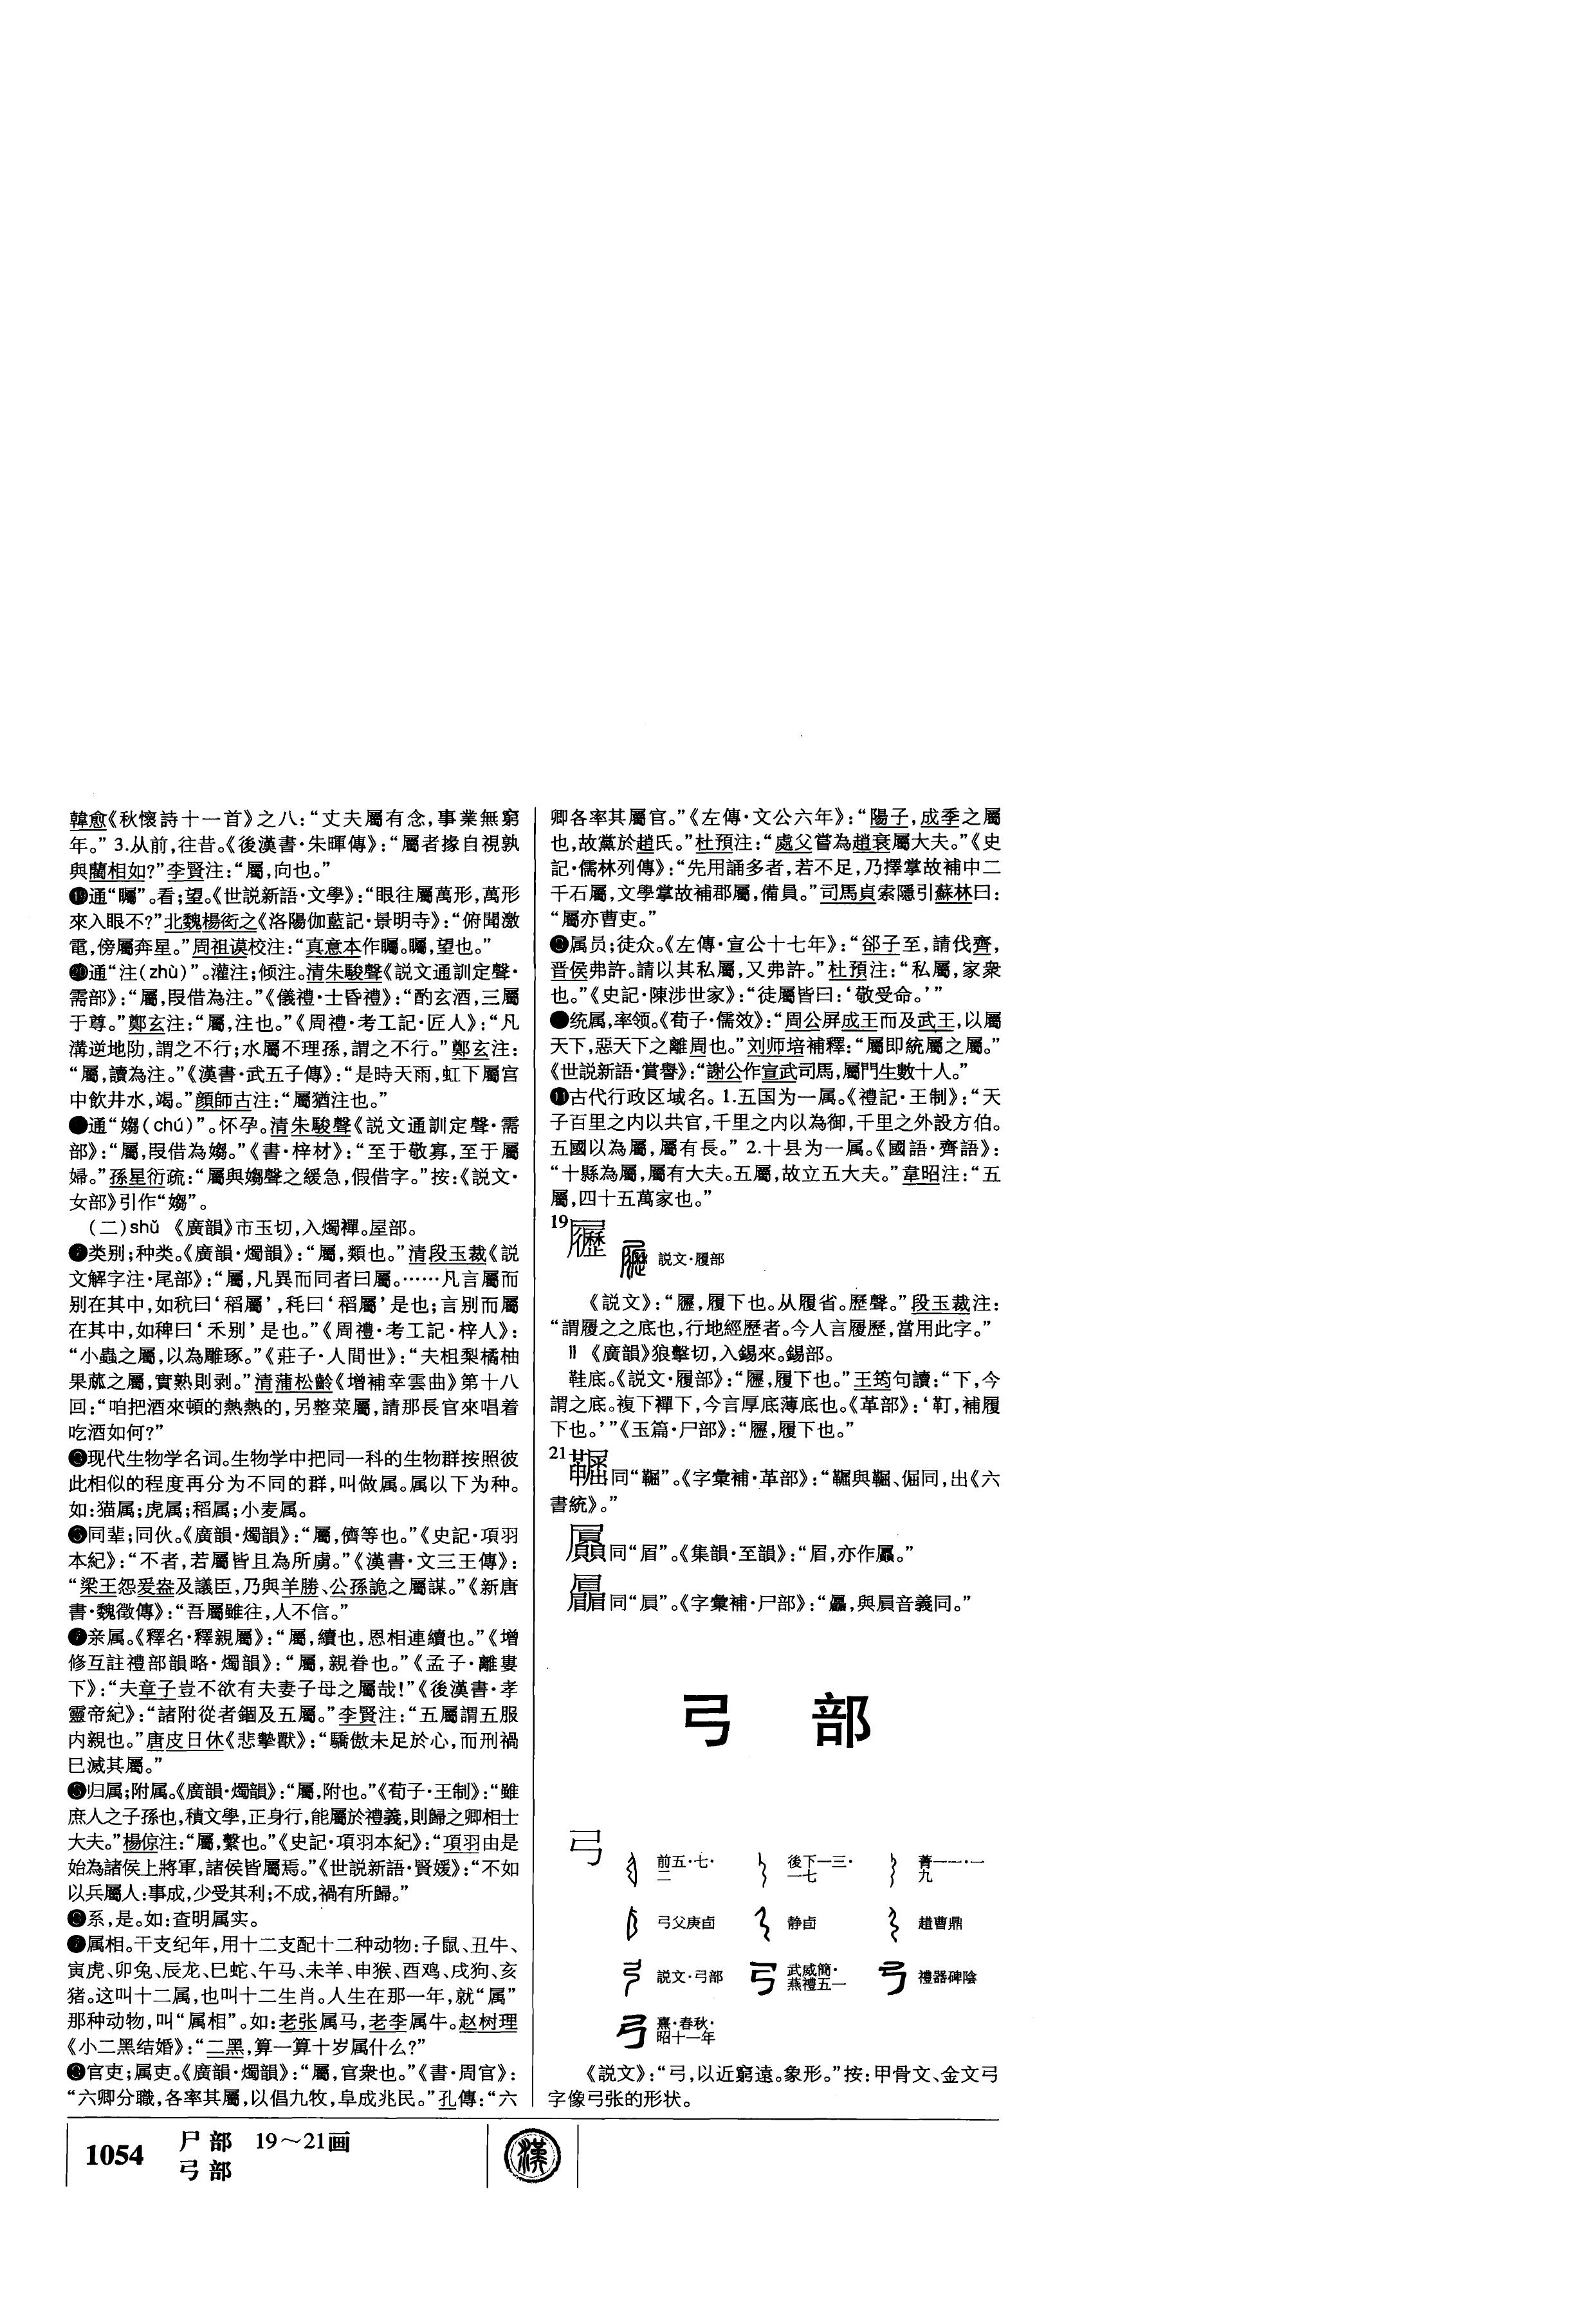 韓愈《秋懷詩十一首》之八：“丈夫屬有念，事業無窮
年。” 3.从前，往昔。《後漢書·朱暉傳》：“屬者掾自視孰
與藺相如?”李賢注：“屬，向也。”
⓳通“矚”。看；望。《世説新語·文學》：“眼往屬萬形，萬形
來入眼不?”北魏楊衒之《洛陽伽藍記·景明寺》：“俯聞激
電，傍屬奔星。”周祖谟校注：“真意本作矚。矚，望也。”
⓴通“注(zhù)”。灌注；倾注。清朱駿聲《説文通訓定聲·
需部》：“屬，叚借為注。”《儀禮·士昏禮》：“酌玄酒，三屬
于尊。”鄭玄注：“屬，注也。”《周禮·考工記·匠人》：“凡
溝逆地阞，謂之不行；水屬不理孫，謂之不行。”鄭玄注：
“屬，讀為注。”《漢書·武五子傳》：“是時天雨，虹下屬宫
中飲井水，竭。”顔師古注：“屬猶注也。”
●通“媰(chú)”。怀孕。清朱駿聲《説文通訓定聲·需
部》：“屬，叚借為媰。”《書·梓材》：“至于敬寡，至于屬
婦。”孫星衍疏：“屬與媰聲之緩急，假借字。”按：《説文·
女部》引作“媰”。
（二）shǔ 《廣韻》市玉切，入燭禪。屋部。
類别；种类。《廣韻·燭韻》：“屬，類也。”清段玉裁《説
文解字注·尾部》：“屬，凡異而同者曰屬。……凡言屬而
别在其中，如秔曰‘稻屬’，秏曰‘稻屬’是也；言别而屬
在其中，如稗曰‘禾别’是也。”《周禮·考工記·梓人》：
“小蟲之屬，以為雕琢。”《莊子·人間世》：“夫柤梨橘柚
果蓏之屬，實熟則剥。”清蒲松齡《增補幸雲曲》第十八
回：“咱把酒來頓的熱熱的，另整菜屬，請那長官來唱着
吃酒如何?”
现代生物学名词。生物学中把同一科的生物群按照彼
此相似的程度再分为不同的群，叫做属。属以下为种。
如：猫属；虎属；稻属；小麦属。
同辈；同伙。《廣韻·燭韻》：“屬，儕等也。”《史記·項羽
本紀》：“不者，若屬皆且為所虜。”《漢書·文三王傳》：
“梁王怨爰盎及議臣，乃與羊勝、公孫詭之屬謀。”《新唐
書·魏徵傳》：“吾屬雖往，人不信。”
亲属。《釋名·釋親屬》：“屬，續也，恩相連續也。”《增
修互註禮部韻略·燭韻》：“屬，親眷也。”《孟子·離婁
下》：“夫章子豈不欲有夫妻子母之屬哉!”《後漢書·孝
靈帝紀》：“諸附從者錮及五屬。”李賢注：“五屬謂五服
内親也。”唐皮日休《悲摯獸》：“驕傲未足於心，而刑禍
巳滅其屬。”
❺归属；附属。《廣韻·燭韻》：“屬，附也。”《荀子·王制》：“雖
庶人之子孫也，積文學，正身行，能屬於禮義，則歸之卿相士
大夫。”楊倞注：“屬，繫也。”《史記·項羽本紀》：“項羽由是
始為諸侯上將軍，諸侯皆屬焉。”《世説新語·賢媛》：“不如
以兵屬人：事成，少受其利；不成，禍有所歸。”
系，是。如：查明属实。
❼属相。干支纪年，用十二支配十二种动物：子鼠、丑牛、
寅虎、卯兔、辰龙、巳蛇、午马、未羊、申猴、酉鸡、戌狗、亥
猪。这叫十二属，也叫十二生肖。人生在那一年，就“属”
那种动物，叫“属相”。如：老张属马，老李属牛。赵树理
《小二黑结婚》：“二黑，算一算十岁属什么?”
❽官吏；属吏。《廣韻·燭韻》：“屬，官衆也。”《書·周官》：
“六卿分職，各率其屬，以倡九牧，阜成兆民。”孔傳：“六
卿各率其屬官。”《左傳·文公六年》：“陽子，成季之屬
也，故黨於趙氏。”杜預注：“處父嘗為趙衰屬大夫。”《史
記·儒林列傳》：“先用誦多者，若不足，乃擇掌故補中二
千石屬，文學掌故補郡屬，備員。”司馬貞索隱引蘇林曰：
“屬亦曹吏。”
属员；徒众。《左傳·宣公十七年》：“郤子至，請伐齊，
晋侯弗許。請以其私屬，又弗許。”杜預注：“私屬，家衆
也。”《史記·陳涉世家》：“徒屬皆曰：‘敬受命。’”
●统属，率领。《荀子·儒效》：“周公屏成王而及武王，以屬
天下，惡天下之離周也。”刘师培補釋：“屬即統屬之屬。”
《世説新語·賞譽》：“謝公作宣武司馬，屬門生數十人。”
⓫古代行政区域名。1.五国为一属。《禮記·王制》：“天
子百里之内以共官，千里之内以為御，千里之外設方伯。
五國以為屬，屬有長。” 2.十县为一属。《國語·齊語》：
“十縣為屬，屬有大夫。五屬，故立五大夫。”韋昭注：“五
屬，四十五萬家也。”
19
説文·履部
《説文》：“𡳸，履下也。从履省。歷聲。”段玉裁注：
“謂履之之底也，行地經歷者。今人言履歷，當用此字。”
〢《廣韻》狼擊切，入錫來。錫部。
鞋底。《説文·履部》：“𡳸，履下也。”王筠句讀：“下，今
謂之底。複下襌下，今言厚底薄底也。《革部》：‘靪，補履
下也。’”《玉篇·尸部》：“𡳸，履下也。”
21
《字彙補·革部》：
書統》。”
同“眉”。《集韻·至韻》：
《字彙補·尸部》：
弓 部
弓
前五·七·
二
後下一三·
一七
菁一一·一
九
弓父庚卣
静卣
趙曹鼎
説文·弓部
武威簡·
燕禮五一
禮器碑陰
熹·春秋·
昭十一年
《説文》：“弓，以近窮遠。象形。”按：甲骨文、金文弓
字像弓张的形状。
1054
尸部 19～21画
弓部
漢